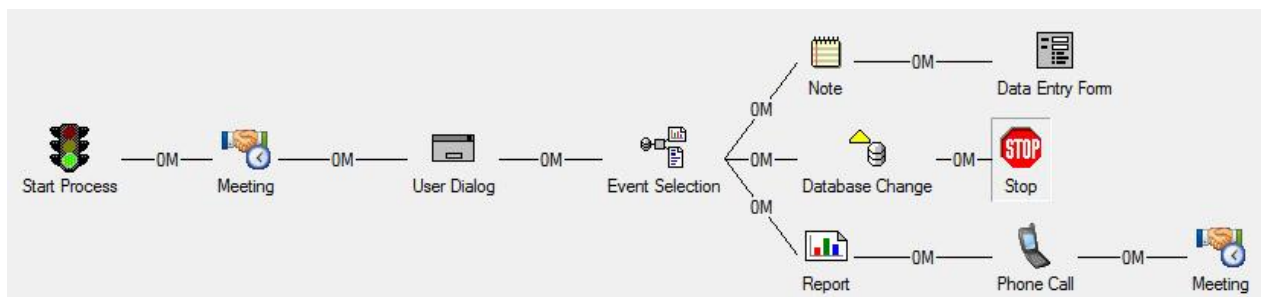 0M
Note
Data Entry Form
0M
0M
0M
0M
0M
0M
STOP
Start Process
Meeting
User Dialog
Event Selection
Database Change
Stop
0M
0M
0M
Report
Phone Call
Meeting